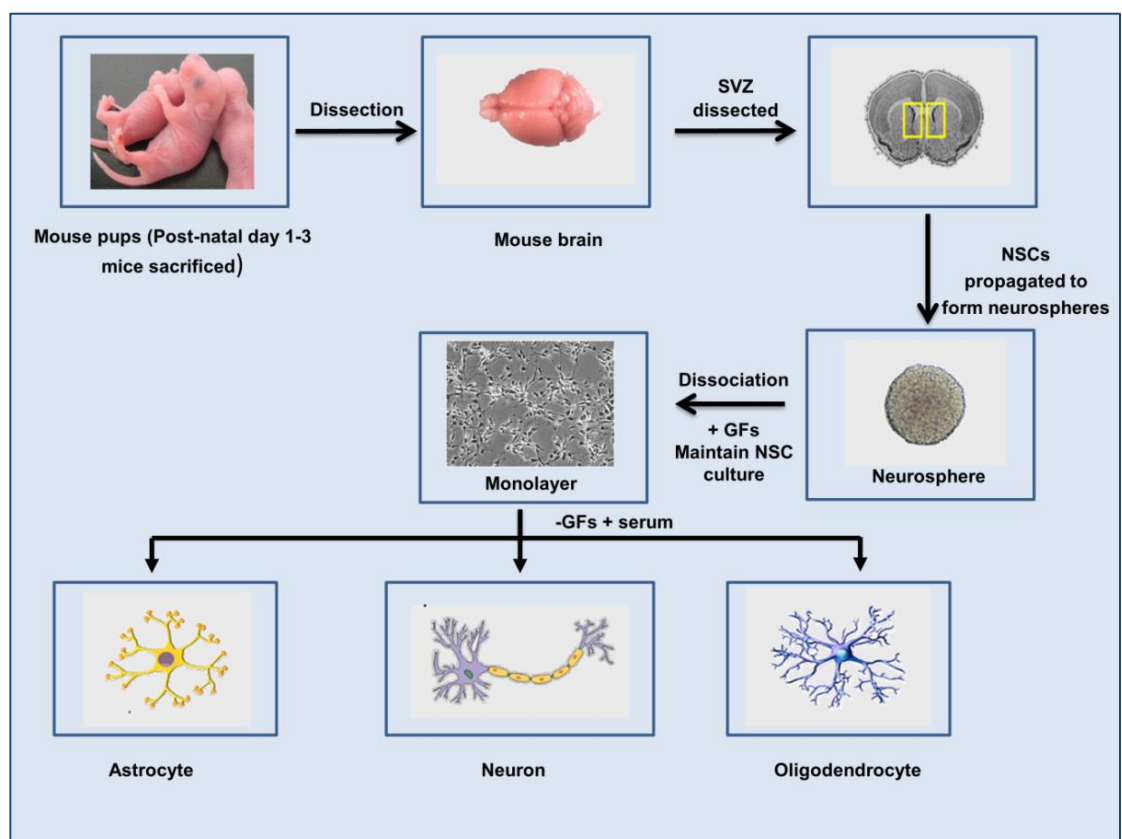 Dissection
SVZ
dissected
Mouse pups (Post-natal day 1-3
mice sacrificed)
Mouse brain
NSCs
propagated to
form neurospheres
Dissociation
+ GFs
Maintain NSC
culture
Monolayer
Neurosphere
-GFs + serum
Astrocyte
Neuron
Oligodendrocyte